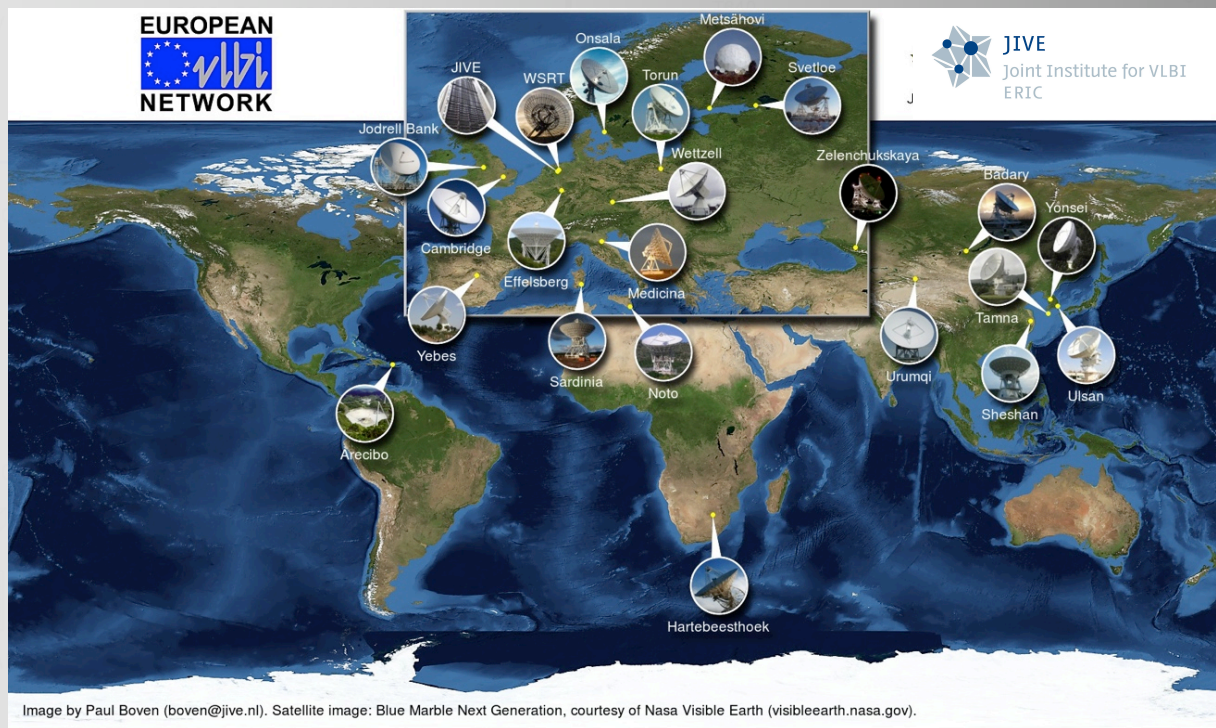 EUROPEAN
vlbi
NETWORK
JIVE
Joint Institute for VLBI
ERIC
Metsähovi
Onsala
JIVE
WSRT
Torun
Svetloe
Jodrell Bank
Wettzell
Zelenchukskaya
Badary
Yonsei
Cambridge
Effelsberg
Medicina
Tamna
Yebes
Sardinia
Noto
Urumqi
Ulsan
Sheshan
Arecibo
Hartebeesthoek
Image by Paul Boven (boven@jive.nl). Satellite image: Blue Marble Next Generation, courtesy of Nasa Visible Earth (visibleearth.nasa.gov).